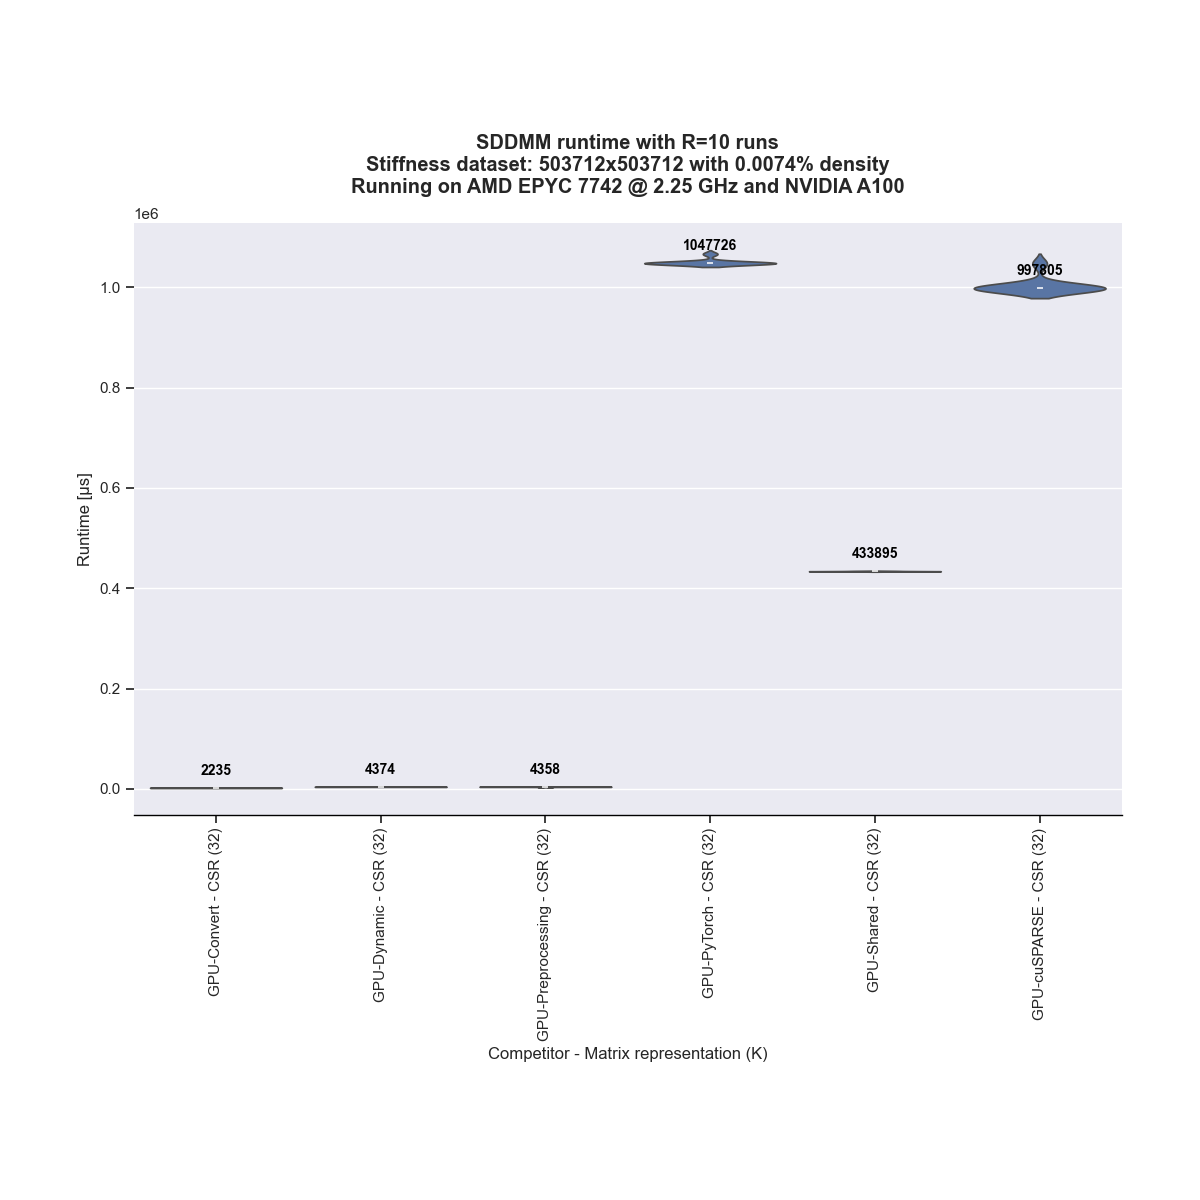 SDDMM runtime with R=10 runs
Stiffness dataset: 503712x503712 with 0.0074% density
Running on AMD EPYC 7742 @ 2.25 GHz and NVIDIA A100
1e6
1.0
0.8
0.6
0.4
0.2
0.0
Runtime [µs]
2235
4374
4358
1047726
433895
997805
GPU-Convert - CSR (32)
GPU-Dynamic - CSR (32)
GPU-Preprocessing - CSR (32)
GPU-PyTorch - CSR (32)
GPU-Shared - CSR (32)
GPU-cuSPARSE - CSR (32)
Competitor - Matrix representation (K)